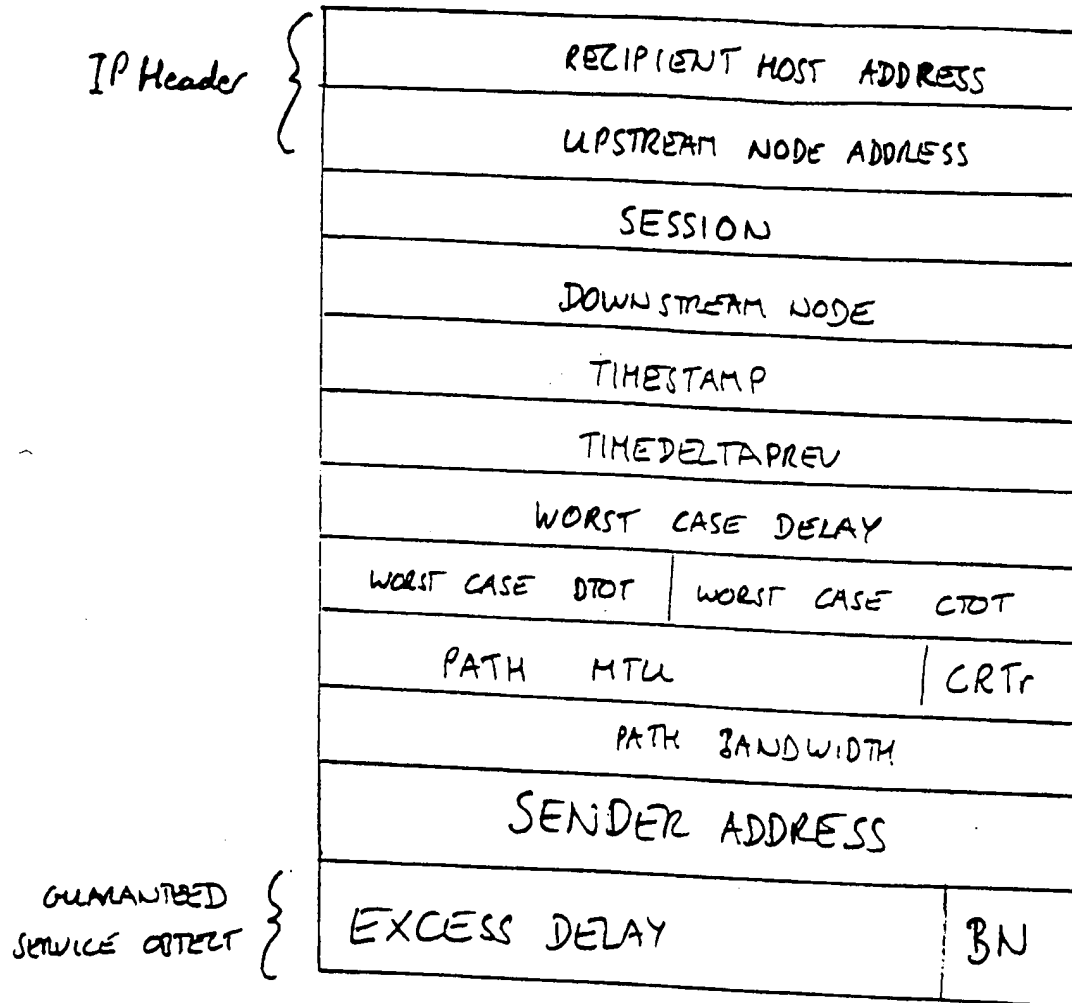 IP Header
RECIPIENT HOST ADDRESS
UPSTREAM NODE ADDRESS
SESSION
DOWNSTREAM NODE
TIMESTAMP
TIMEDELTAPREV
WORST CASE DELAY
WORST CASE DTOT WORST CASE CTOT
PATH MTU CRTr
PATH BANDWIDTH
SENDER ADDRESS
GUARANTEED
SERVICE OBJECT
EXCESS DELAY BN